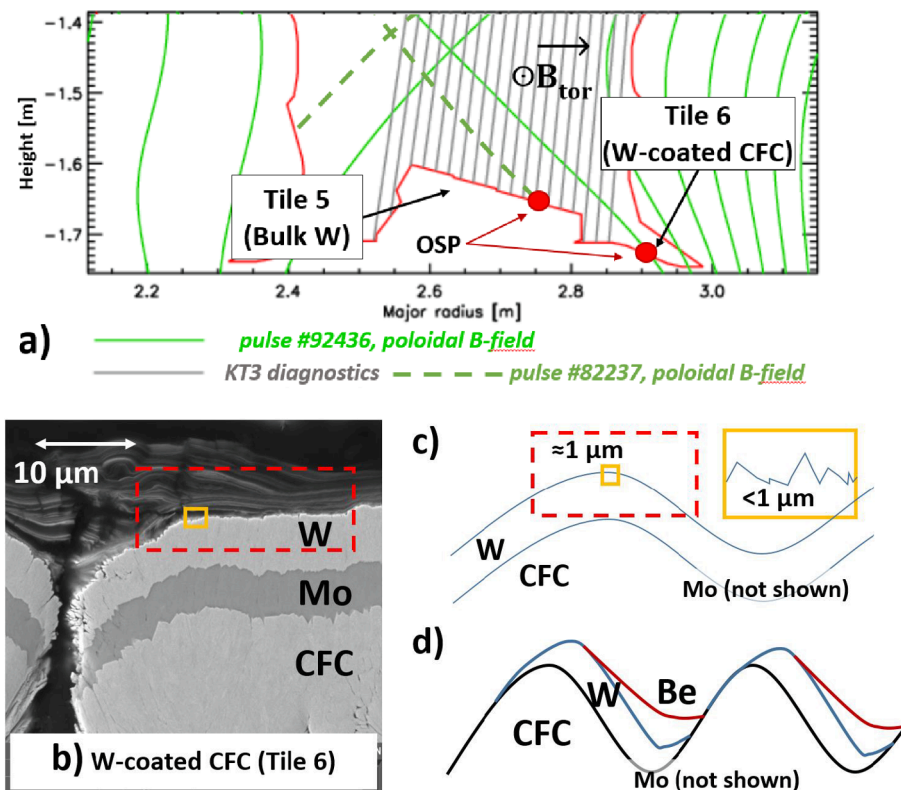 -1.4
-1.5
-1.6
-1.7
Height [m]
⊙B_tor
Tile 6
(W-coated CFC)
Tile 5
(Bulk W)
OSP
2.2 2.4 2.6 2.8 3.0
Major radius [m]
a)
pulse #92436, poloidal B-field
KT3 diagnostics
pulse #82237, poloidal B-field
10 μm
W
Mo
CFC
b) W-coated CFC (Tile 6)
c)
≈1 μm
<1 μm
W
CFC
Mo (not shown)
d)
W
Be
CFC
Mo (not shown)